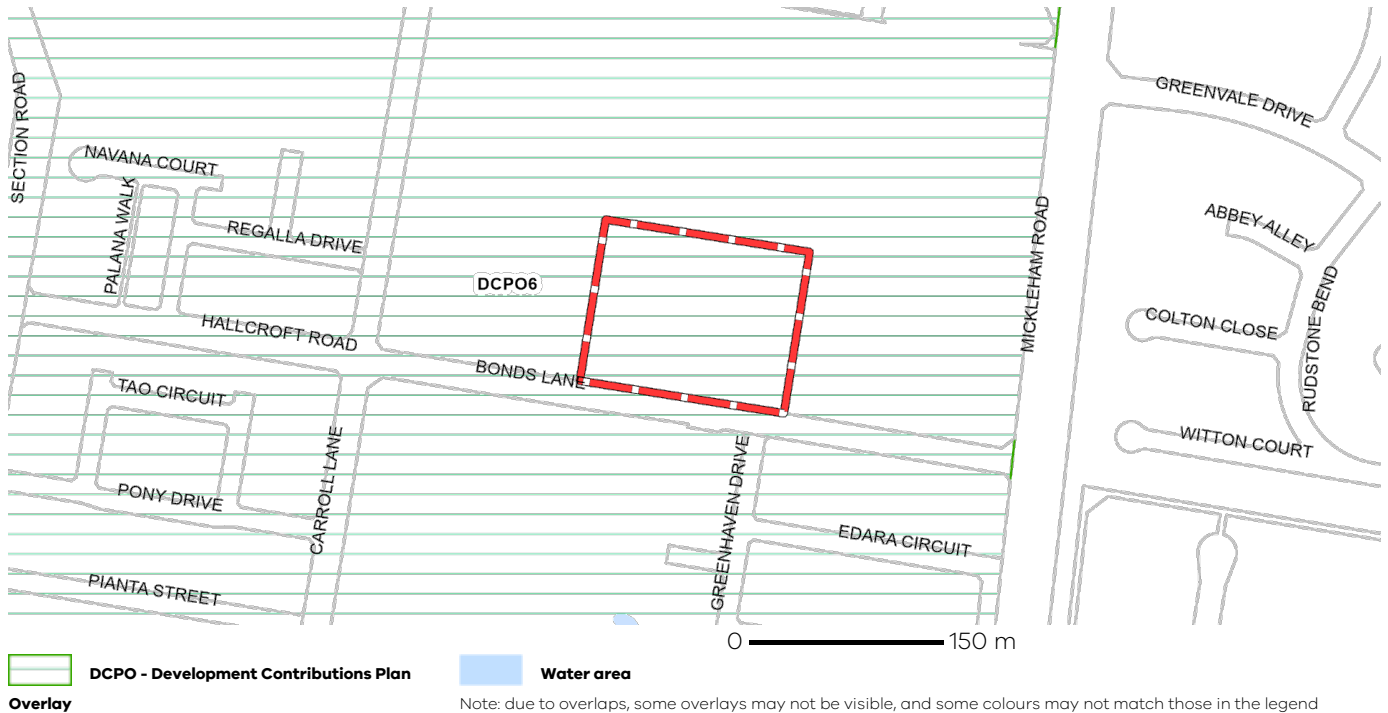 GREENVALE DRIVE
SECTION ROAD
NAVANA COURT
PALANA WALK
REGALLA DRIVE
MICKLEHAM ROAD
ABBEY ALLEY
DCPO6
RUDSTONE BEND
COLTON CLOSE
HALLCROFT ROAD
BONDS LANE
TAO CIRCUIT
CARROLL LANE
WITTON COURT
GREENHAVEN DRIVE
PONY DRIVE
EDARA CIRCUIT
PIANTA STREET
0 150 m
DCPO - Development Contributions Plan
Overlay
Water area
Note: due to overlaps, some overlays may not be visible, and some colours may not match those in the legend